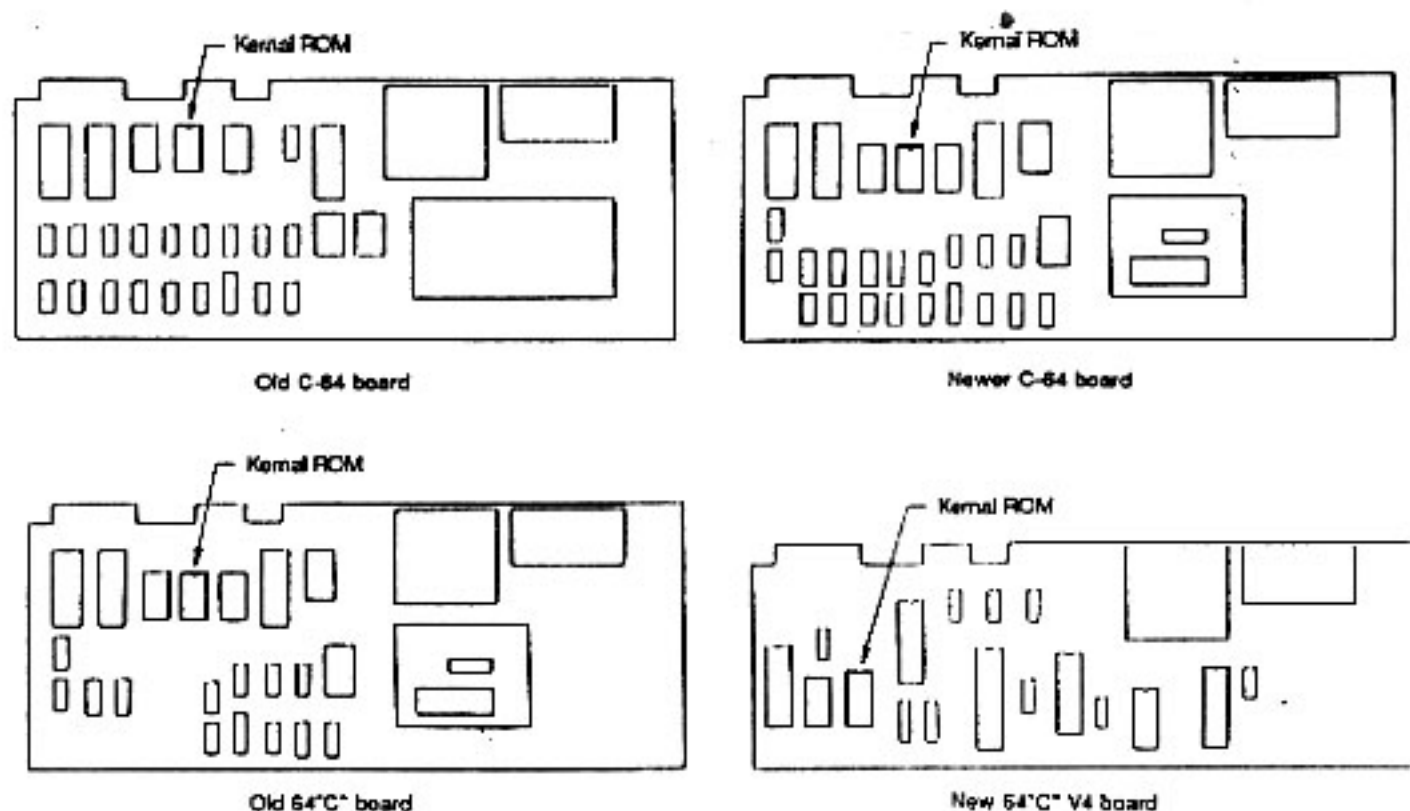 Kernal ROM
Kernal ROM
Old C-64 board
Newer C-64 board
Kernal ROM
Kernal ROM
Old 64"C" board
New 64"C" V4 board